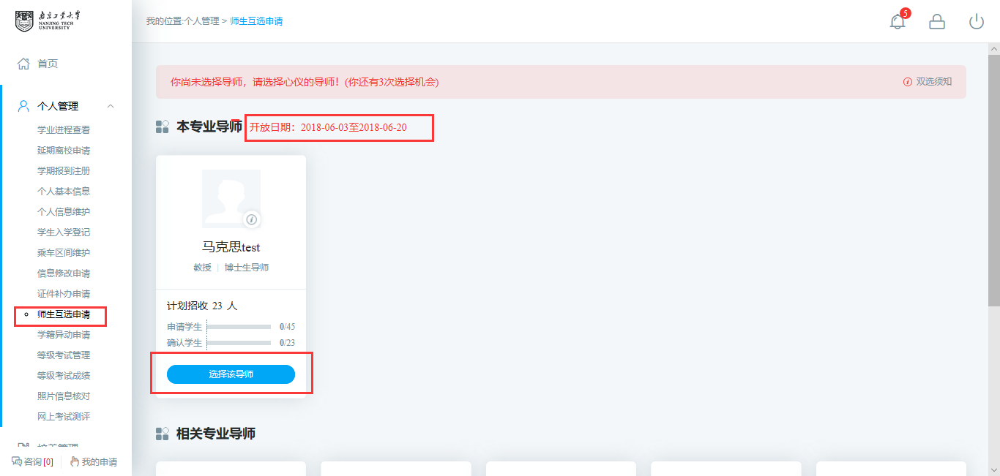 南京工业大学
NANJING TECH
UNIVERSITY
我的位置:个人管理 > 师生互选申请
5
首页
个人管理
学业进程查看
延期离校申请
学期报到注册
个人基本信息
个人信息维护
学生入学登记
乘车区间维护
信息修改申请
证件补办申请
师生互选申请
学籍异动申请
等级考试管理
等级考试成绩
照片信息核对
网上考试测评
培养管理
咨询[0]
我的申请
你尚未选择导师，请选择心仪的导师！(你还有3次选择机会)
双选须知
本专业导师
开放日期：2018-06-03至2018-06-20
马克思test
教授 | 博士生导师
计划招收 23 人
申请学生 0/45
确认学生 0/23
选择该导师
相关专业导师